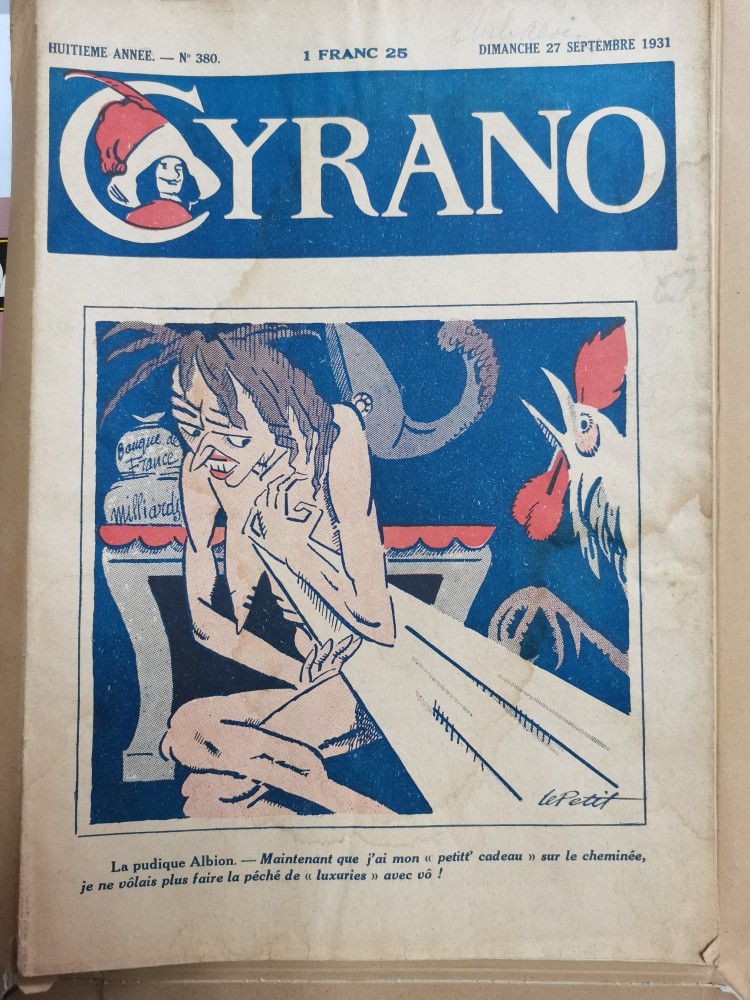 HUITIEME ANNEE. — N° 380.
1 FRANC 25
DIMANCHE 27 SEPTEMBRE 1931
CYRANO
Banque de
France
milliards
LePetit
La pudique Albion. — Maintenant que j'ai mon « petitt' cadeau » sur le cheminée,
je ne vôlais plus faire la péché de « luxuries » avec vô !